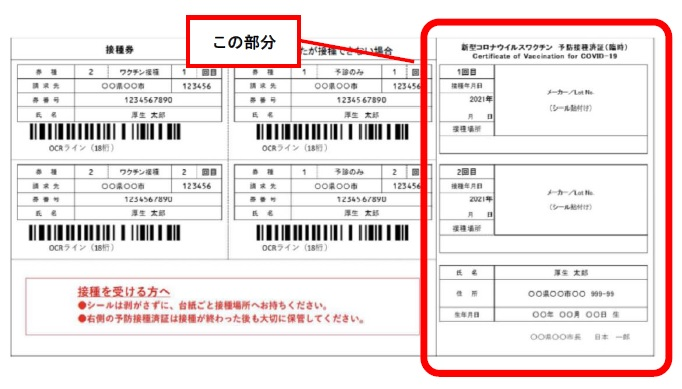 この部分
接種券
たが接種できない場合
券 種 2 ワクチン接種 1 回目
請 求 先 〇〇県〇〇市 123456
券 番 号 1234567890
氏 名 厚生 太郎
OCRライン（18桁）
券 種 1 予診のみ 1 回
請 求 先 〇〇県〇〇市 123456
券 番 号 1234567890
氏 名 厚生 太郎
OCRライン（18桁）
券 種 2 ワクチン接種 2 回目
請 求 先 〇〇県〇〇市 123456
券 番 号 1234567890
氏 名 厚生 太郎
OCRライン（18桁）
券 種 1 予診のみ 2 回目
請 求 先 〇〇県〇〇市 123456
券 番 号 1234567890
氏 名 厚生 太郎
OCRライン（18桁）
接種を受ける方へ
●シールは剥がさずに、台紙ごと接種場所へお持ちください。
●右側の予防接種済証は接種が終わった後も大切に保管してください。
新型コロナウイルスワクチン 予防接種済証（臨時）
Certificate of Vaccination for COVID-19
1回目
接種年月日
2021年
月 日
接種場所
メーカー／Lot No.
（シール貼付け）
2回目
接種年月日
2021年
月 日
接種場所
メーカー／Lot No.
（シール貼付け）
氏 名 厚生 太郎
住 所 〇〇県〇〇市〇〇 999-99
生年月日 〇〇年 〇〇月 〇〇日 生
〇〇県〇〇市長 日本 一郎